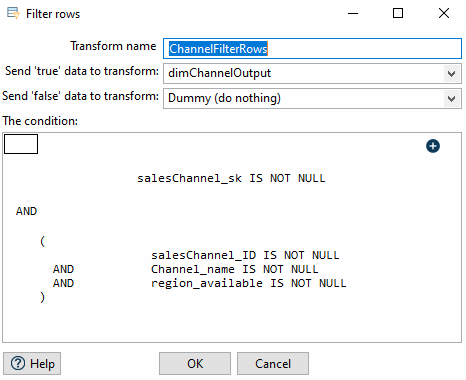 Filter rows
Transform name ChannelFilterRows
Send 'true' data to transform: dimChannelOutput
Send 'false' data to transform: Dummy (do nothing)
The condition:
salesChannel_sk IS NOT NULL
AND
(
salesChannel_ID IS NOT NULL
AND Channel_name IS NOT NULL
AND region_available IS NOT NULL
)
Help OK Cancel